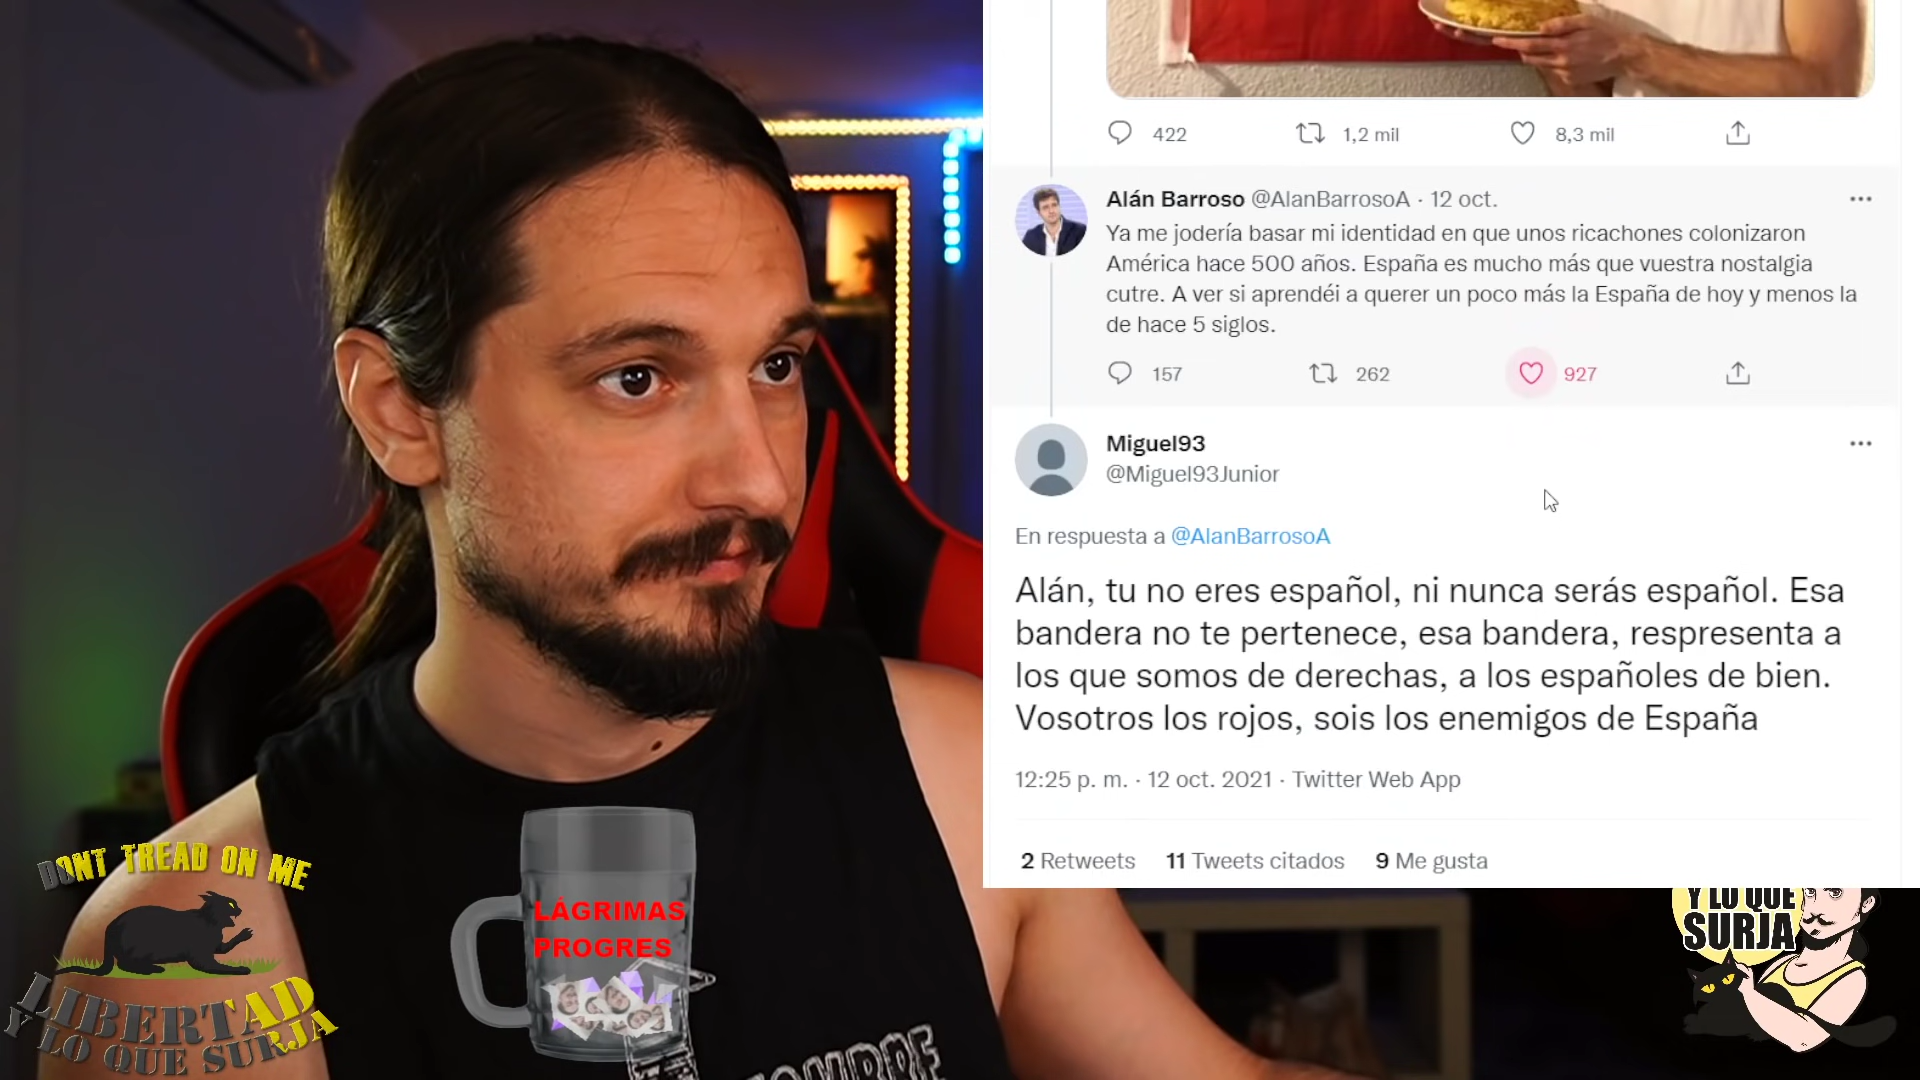 422
1,2 mil
8,3 mil
Alán Barroso @AlanBarrosoA · 12 oct.
Ya me jodería basar mi identidad en que unos ricachones colonizaron
América hace 500 años. España es mucho más que vuestra nostalgia
cutre. A ver si aprendéi a querer un poco más la España de hoy y menos la
de hace 5 siglos.
157
262
927
Miguel93
@Miguel93Junior
En respuesta a @AlanBarrosoA
Alán, tu no eres español, ni nunca serás español. Esa
bandera no te pertenece, esa bandera, respresenta a
los que somos de derechas, a los españoles de bien.
Vosotros los rojos, sois los enemigos de España
12:25 p. m. · 12 oct. 2021 · Twitter Web App
2 Retweets 11 Tweets citados 9 Me gusta
DONT TREAD ON ME
LIBERTAD
Y LO QUE SURJA
LÁGRIMAS
PROGRES
Y LO QUE
SURJA